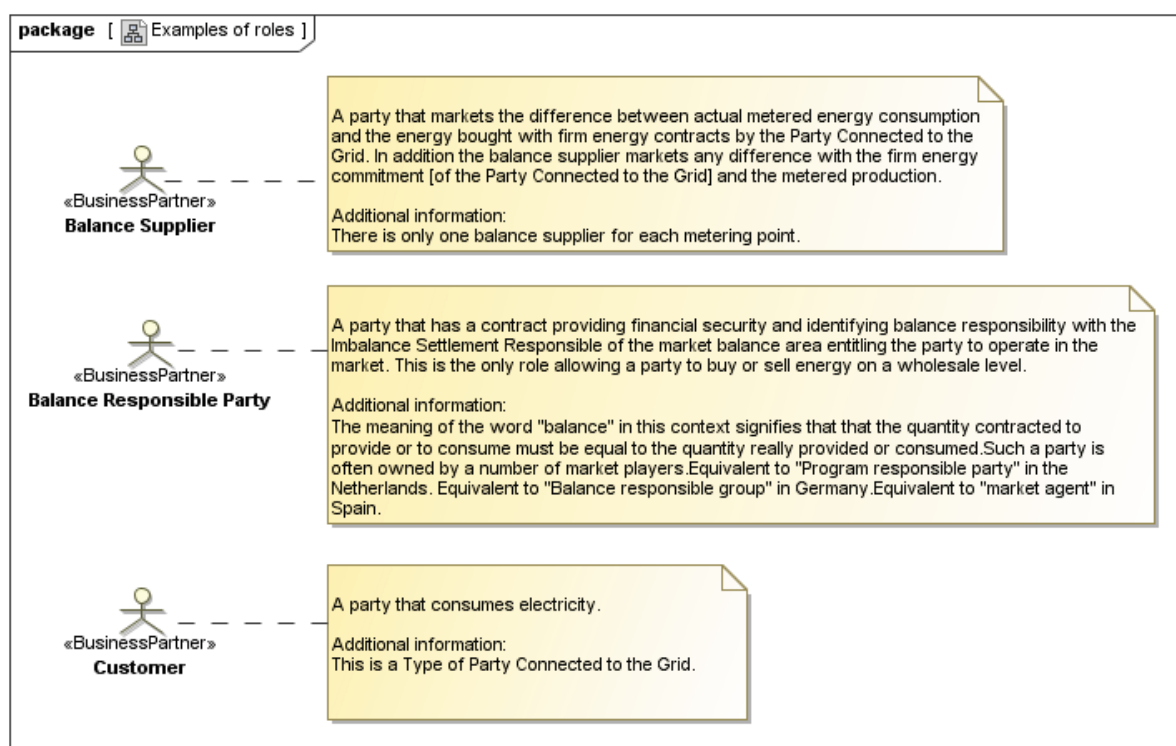 package [ Examples of roles ]
A party that markets the difference between actual metered energy consumption
and the energy bought with firm energy contracts by the Party Connected to the
Grid. In addition the balance supplier markets any difference with the firm energy
commitment [of the Party Connected to the Grid] and the metered production.
Additional information:
There is only one balance supplier for each metering point.
«BusinessPartner»
Balance Supplier
A party that has a contract providing financial security and identifying balance responsibility with the
Imbalance Settlement Responsible of the market balance area entitling the party to operate in the
market. This is the only role allowing a party to buy or sell energy on a wholesale level.
Additional information:
The meaning of the word "balance" in this context signifies that that the quantity contracted to
provide or to consume must be equal to the quantity really provided or consumed.Such a party is
often owned by a number of market players.Equivalent to "Program responsible party" in the
Netherlands. Equivalent to "Balance responsible group" in Germany.Equivalent to "market agent" in
Spain.
«BusinessPartner»
Balance Responsible Party
A party that consumes electricity.
Additional information:
This is a Type of Party Connected to the Grid.
«BusinessPartner»
Customer